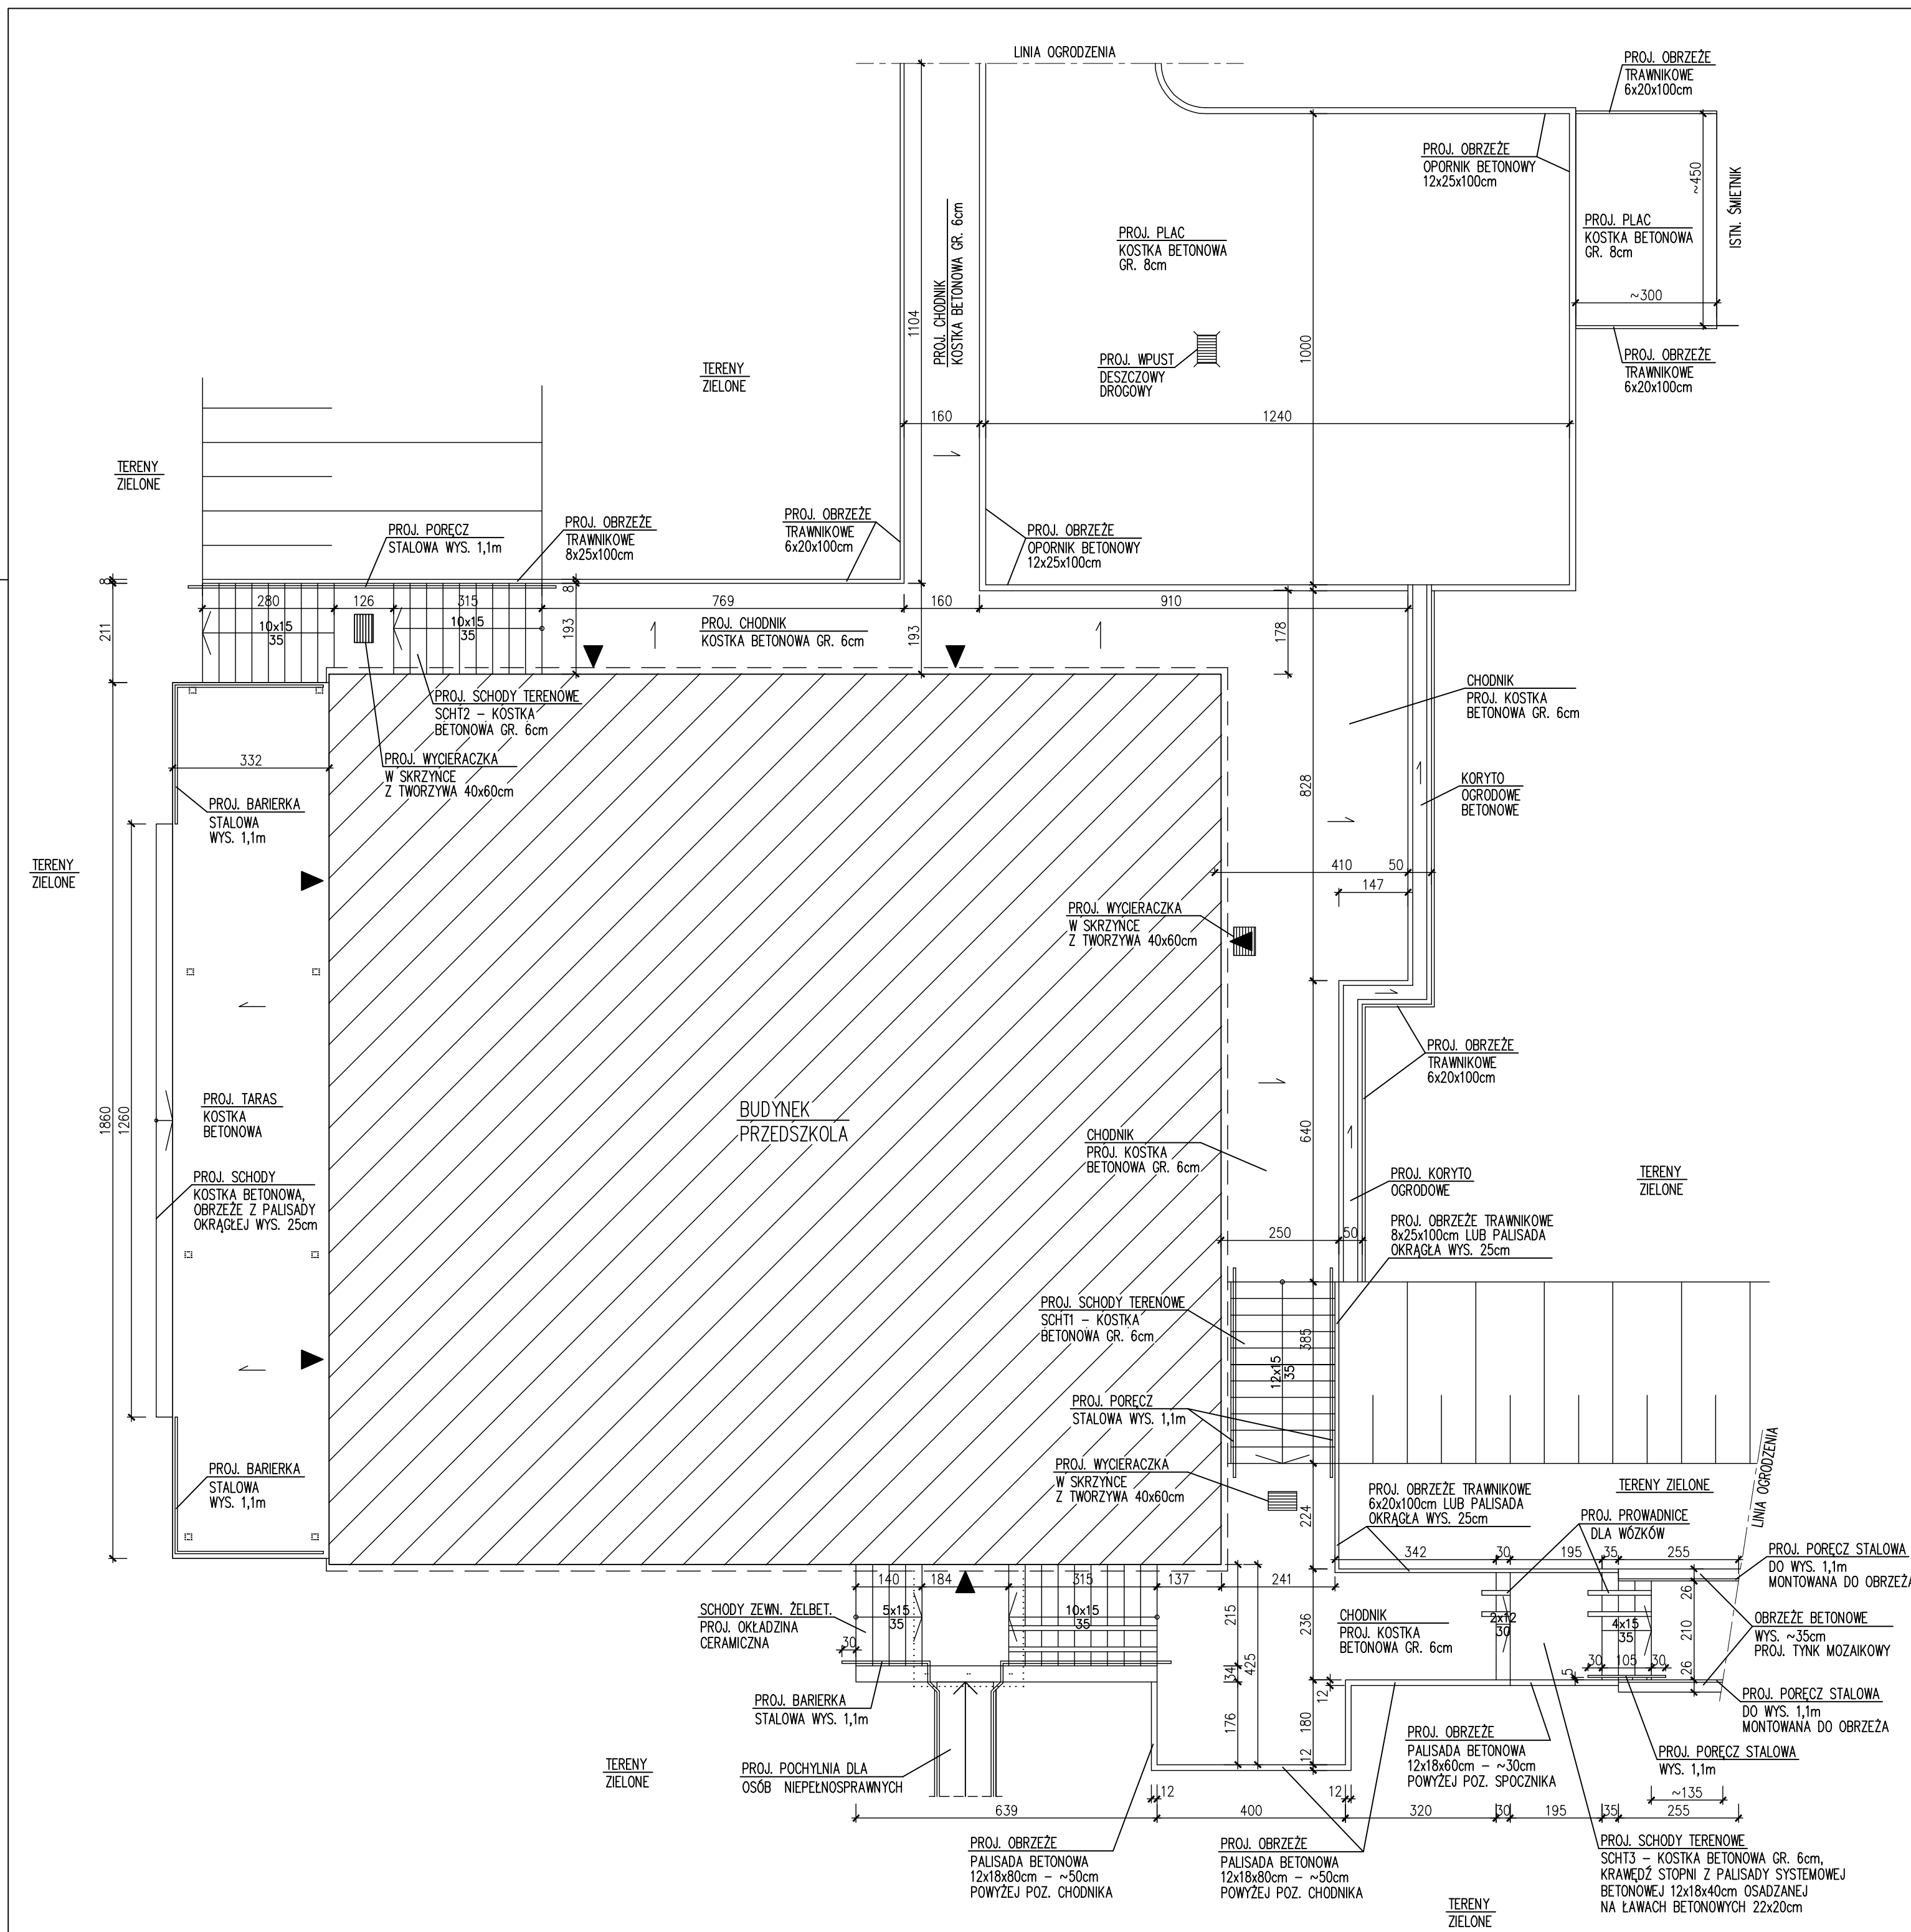 LINIA OGRODZENIA
PROJ. OBRZEŻE
TRAWNIKOWE
6x20x100cm
PROJ. OBRZEŻE
OPORNIK BETONOWY
12x25x100cm
~450
ISTN. ŚMIETNIK
PROJ. PLAC
KOSTKA BETONOWA
GR. 8cm
PROJ. PLAC
KOSTKA BETONOWA
GR. 8cm
~300
PROJ. CHODNIK
KOSTKA BETONOWA GR. 6cm
1104
1000
PROJ. WPUST
DESZCZOWY
DROGOWY
PROJ. OBRZEŻE
TRAWNIKOWE
6x20x100cm
TERENY
ZIELONE
160
1240
TERENY
ZIELONE
PROJ. PORĘCZ
STALOWA WYS. 1,1m
PROJ. OBRZEŻE
TRAWNIKOWE
8x25x100cm
PROJ. OBRZEŻE
TRAWNIKOWE
6x20x100cm
PROJ. OBRZEŻE
OPORNIK BETONOWY
12x25x100cm
8
8
280
126
315
769
160
910
211
10x15
35
10x15
35
193
193
178
PROJ. CHODNIK
KOSTKA BETONOWA GR. 6cm
PROJ. SCHODY TERENOWE
SCHT2 - KOSTKA
BETONOWA GR. 6cm
CHODNIK
PROJ. KOSTKA
BETONOWA GR. 6cm
332
PROJ. WYCIERACZKA
W SKRZYNCE
Z TWORZYWA 40x60cm
828
KORYTO
OGRODOWE
BETONOWE
PROJ. BARIERKA
STALOWA
WYS. 1,1m
TERENY
ZIELONE
410
50
147
PROJ. WYCIERACZKA
W SKRZYNCE
Z TWORZYWA 40x60cm
PROJ. OBRZEŻE
TRAWNIKOWE
6x20x100cm
1860
1260
PROJ. TARAS
KOSTKA
BETONOWA
BUDYNEK
PRZEDSZKOLA
640
CHODNIK
PROJ. KOSTKA
BETONOWA GR. 6cm
PROJ. SCHODY
KOSTKA BETONOWA,
OBRZEŻE Z PALISADY
OKRĄGŁEJ WYS. 25cm
PROJ. KORYTO
OGRODOWE
TERENY
ZIELONE
250
50
PROJ. OBRZEŻE TRAWNIKOWE
8x25x100cm LUB PALISADA
OKRĄGŁA WYS. 25cm
PROJ. SCHODY TERENOWE
SCHT1 - KOSTKA
BETONOWA GR. 6cm
385
12x15
35
PROJ. PORĘCZ
STALOWA WYS. 1,1m
PROJ. BARIERKA
STALOWA
WYS. 1,1m
PROJ. WYCIERACZKA
W SKRZYNCE
Z TWORZYWA 40x60cm
224
PROJ. OBRZEŻE TRAWNIKOWE
6x20x100cm LUB PALISADA
OKRĄGŁA WYS. 25cm
TERENY ZIELONE
LINIA OGRODZENIA
PROJ. PROWADNICE
DLA WÓZKÓW
342
30
195
35
255
PROJ. PORĘCZ STALOWA
DO WYS. 1,1m
MONTOWANA DO OBRZEŻA
140
184
315
137
241
SCHODY ZEWN. ŻELBET.
PROJ. OKŁADZINA
CERAMICZNA
5x15
35
10x15
35
30
215
236
425
34
CHODNIK
PROJ. KOSTKA
BETONOWA GR. 6cm
2x12
30
4x15
35
26
210
26
30
105
30
5
OBRZEŻE BETONOWE
WYS. ~35cm
PROJ. TYNK MOZAIKOWY
PROJ. BARIERKA
STALOWA WYS. 1,1m
12
176
180
12
PROJ. PORĘCZ STALOWA
DO WYS. 1,1m
MONTOWANA DO OBRZEŻA
PROJ. OBRZEŻE
PALISADA BETONOWA
12x18x60cm - ~30cm
POWYŻEJ POZ. SPOCZNIKA
PROJ. PORĘCZ STALOWA
WYS. 1,1m
TERENY
ZIELONE
PROJ. POCHYLNIA DLA
OSÓB NIEPEŁNOSPRAWNYCH
12
12
~135
639
400
320
30
195
35
255
PROJ. OBRZEŻE
PALISADA BETONOWA
12x18x80cm - ~50cm
POWYŻEJ POZ. CHODNIKA
PROJ. OBRZEŻE
PALISADA BETONOWA
12x18x80cm - ~50cm
POWYŻEJ POZ. CHODNIKA
PROJ. SCHODY TERENOWE
SCHT3 - KOSTKA BETONOWA GR. 6cm,
KRAWĘDŹ STOPNI Z PALISADY SYSTEMOWEJ
BETONOWEJ 12x18x40cm OSADZANEJ
NA ŁAWACH BETONOWYCH 22x20cm
TERENY
ZIELONE